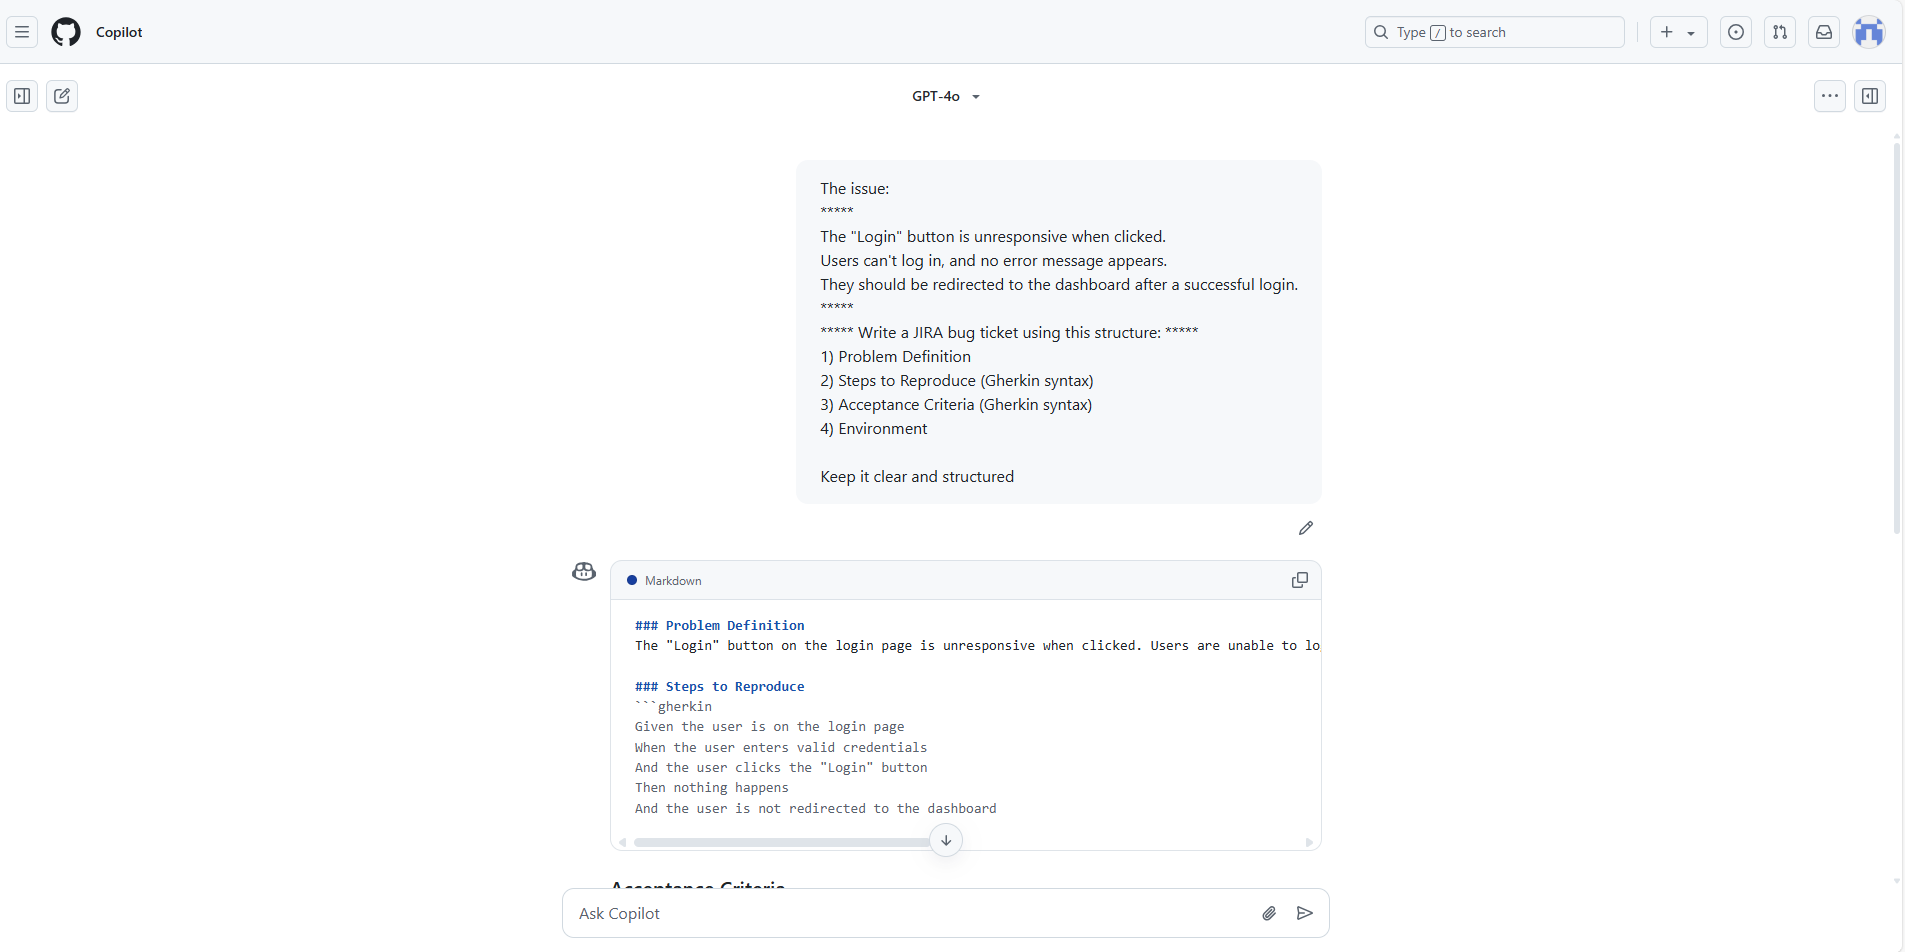 Copilot
Type / to search
GPT-4o
The issue:
*****
The "Login" button is unresponsive when clicked.
Users can't log in, and no error message appears.
They should be redirected to the dashboard after a successful login.
*****
***** Write a JIRA bug ticket using this structure: *****
1) Problem Definition
2) Steps to Reproduce (Gherkin syntax)
3) Acceptance Criteria (Gherkin syntax)
4) Environment
Keep it clear and structured
Markdown
### Problem Definition
The "Login" button on the login page is unresponsive when clicked. Users are unable to lo
### Steps to Reproduce
```gherkin
Given the user is on the login page
When the user enters valid credentials
And the user clicks the "Login" button
Then nothing happens
And the user is not redirected to the dashboard
Acceptance Criteria
Ask Copilot